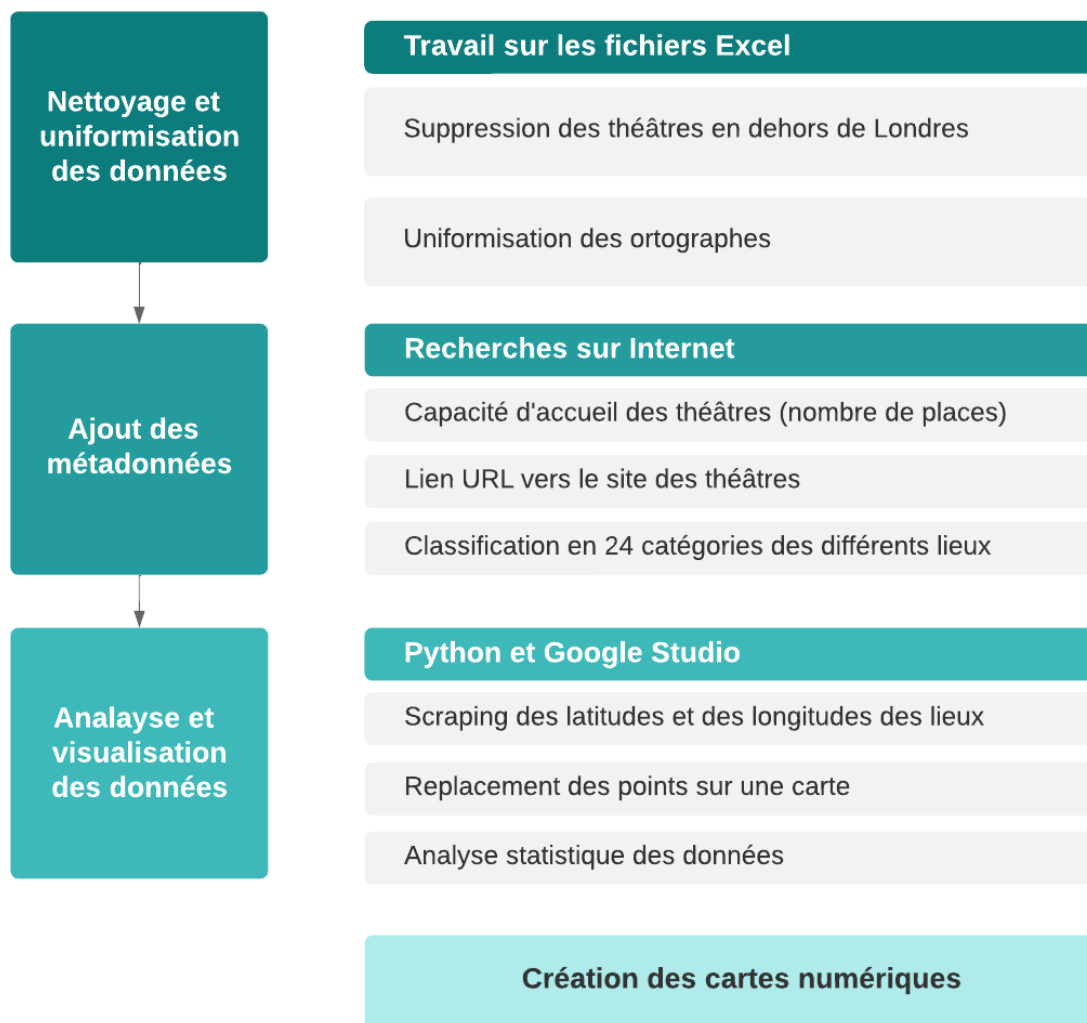 Nettoyage et
uniformisation
des données
Travail sur les fichiers Excel
Suppression des théâtres en dehors de Londres
Uniformisation des ortographes
Ajout des
métadonnées
Recherches sur Internet
Capacité d'accueil des théâtres (nombre de places)
Lien URL vers le site des théâtres
Classification en 24 catégories des différents lieux
Analayse et
visualisation
des données
Python et Google Studio
Scraping des latitudes et des longitudes des lieux
Replacement des points sur une carte
Analyse statistique des données
Création des cartes numériques